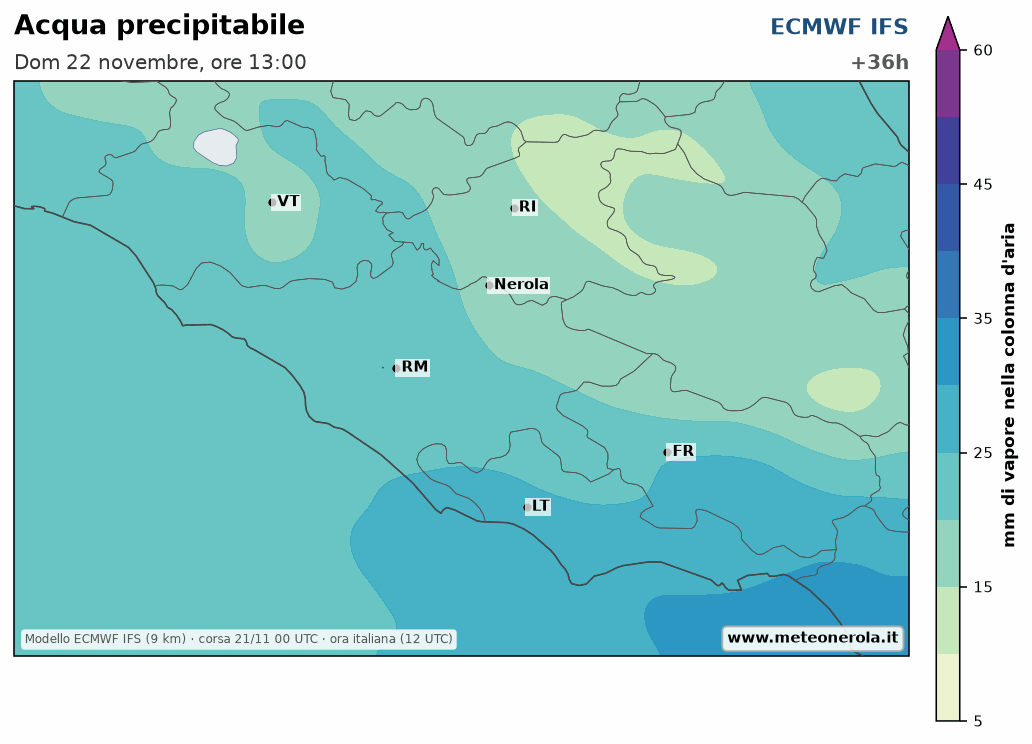 Acqua precipitabile
ECMWF IFS
Dom 22 novembre, ore 13:00
+36h
60
45
35
25
15
5
mm di vapore nella colonna d'aria
VT
RI
Nerola
RM
FR
LT
Modello ECMWF IFS (9 km) · corsa 21/11 00 UTC · ora italiana (12 UTC)
www.meteonerola.it